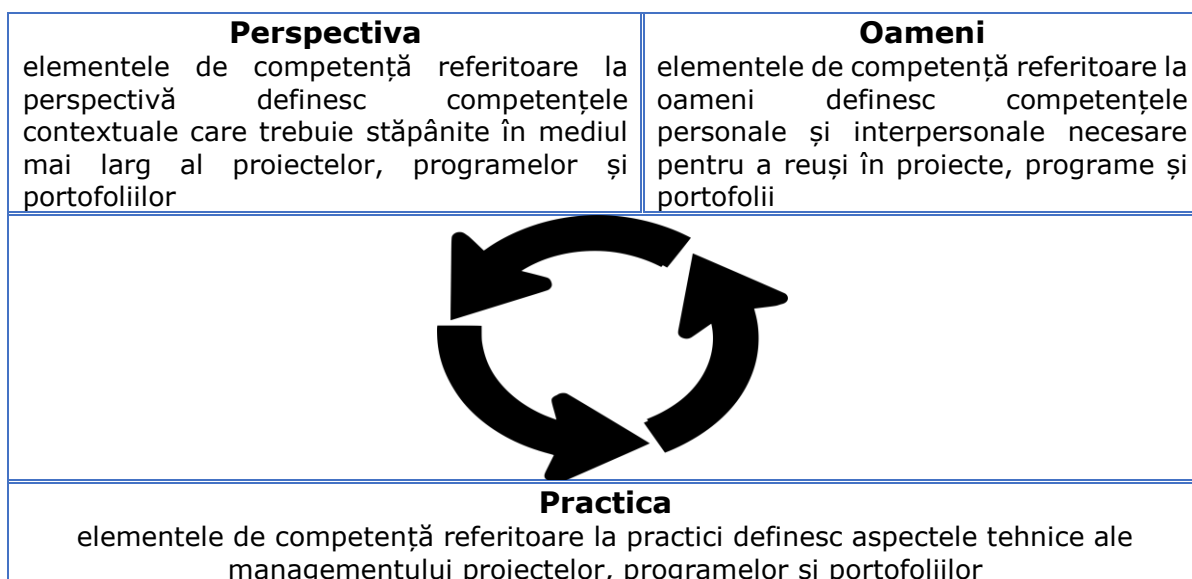 Perspectiva
elementele de competență referitoare la
perspectivă definesc competențele
contextuale care trebuie stăpânite în mediul
mai larg al proiectelor, programelor și
portofoliilor
Oameni
elementele de competență referitoare la
oameni definesc competențele
personale și interpersonale necesare
pentru a reuși în proiecte, programe și
portofolii
Practica
elementele de competență referitoare la practici definesc aspectele tehnice ale
managementului proiectelor, programelor și portofoliilor